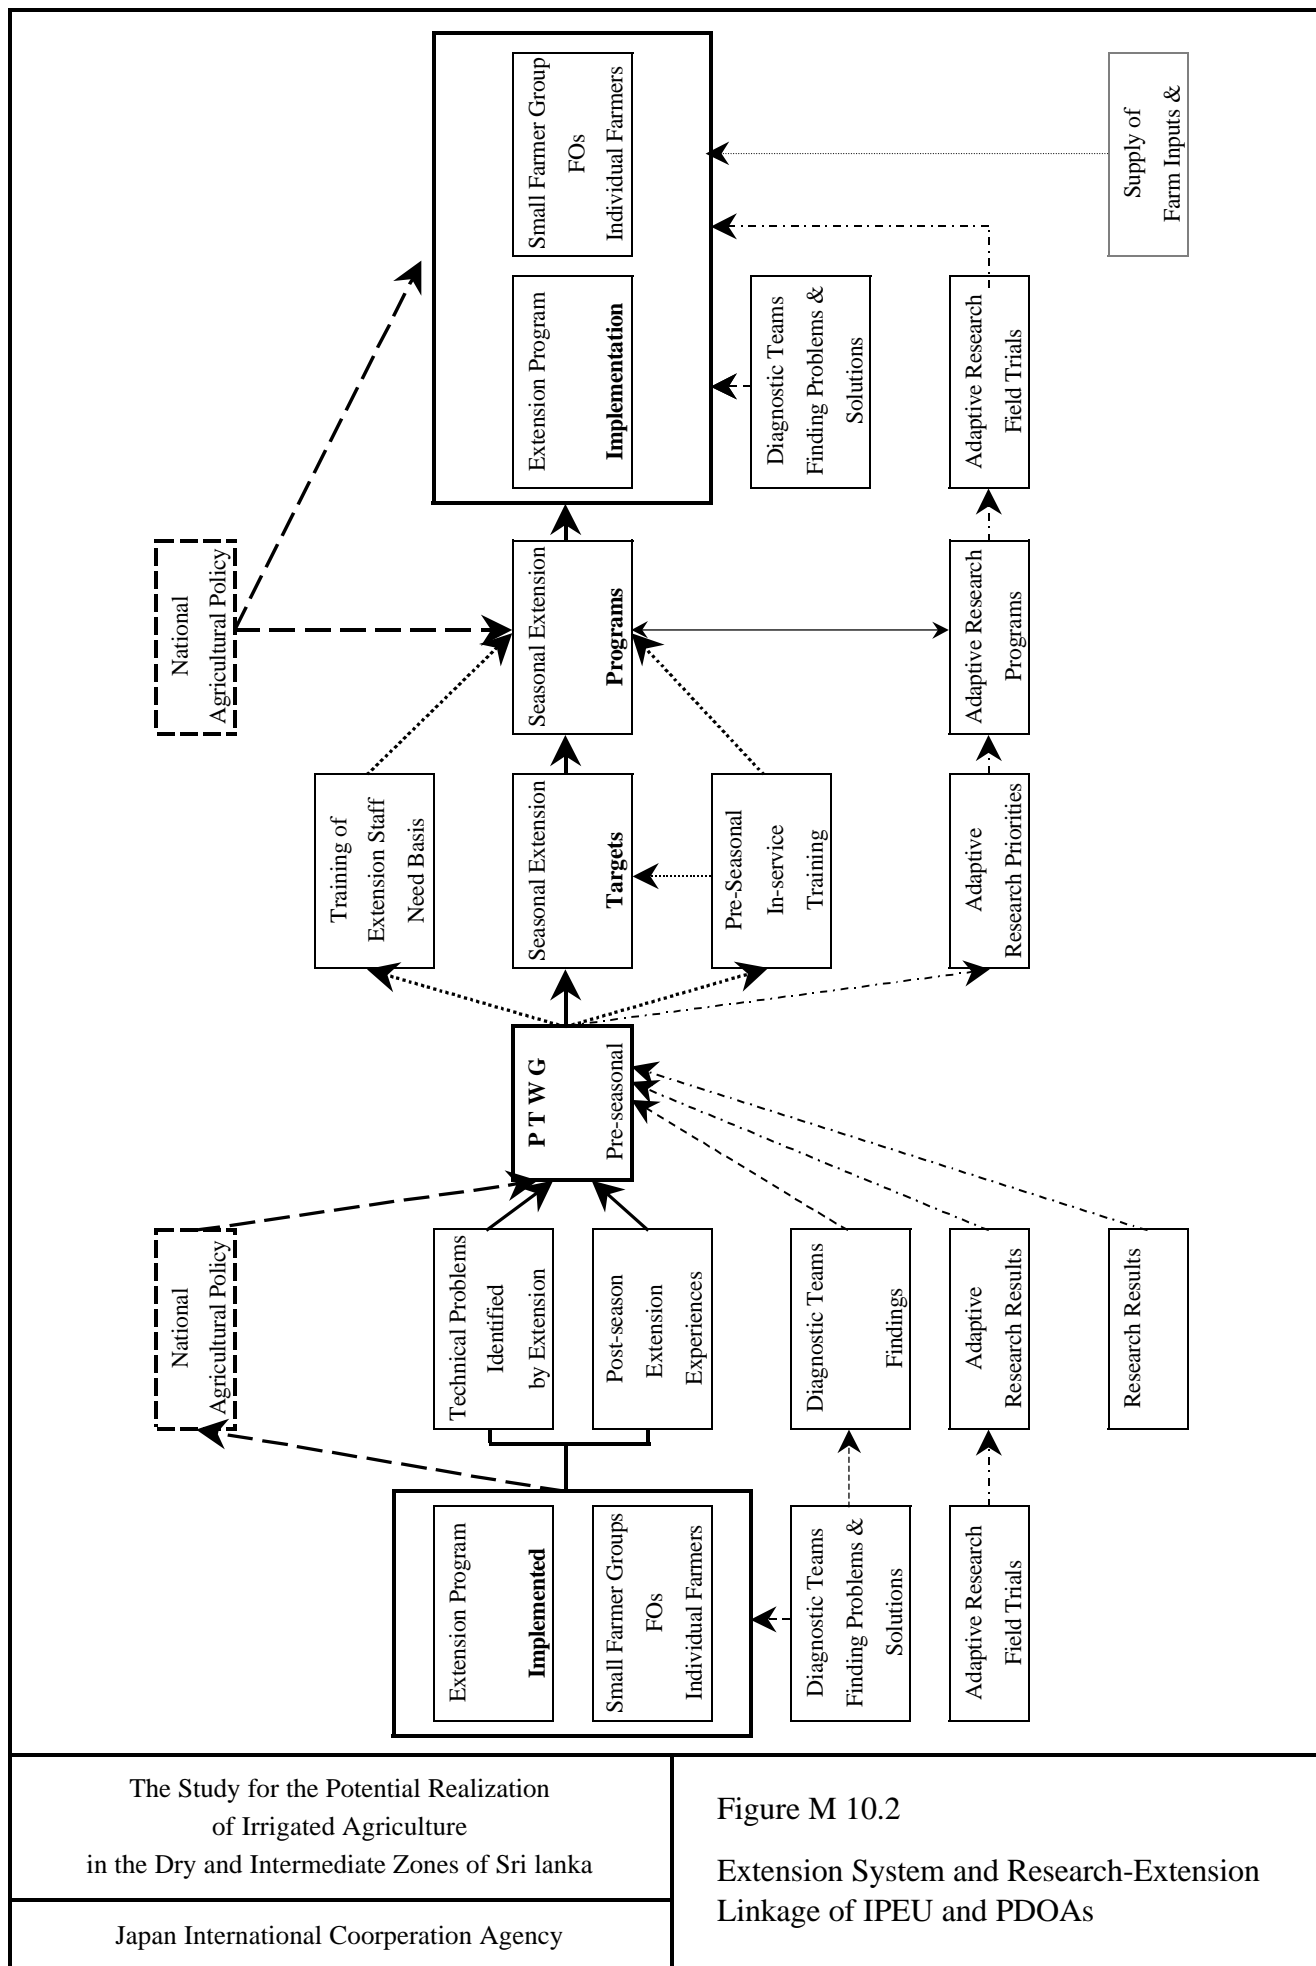 National
Agricultural Policy
National
Agricultural Policy
Training of
Extension Staff
Need Basis
Extension Program
Implemented
Small Farmer Groups
FOs
Individual Farmers
Technical Problems
Identified
by Extension
Post-season
Extension
Experiences
P T W G
Pre-seasonal
Seasonal Extension
Targets
Seasonal Extension
Programs
Extension Program
Implementation
Small Farmer Group
FOs
Individual Farmers
Pre-Seasonal
In-service
Training
Diagnostic Teams
Finding Problems &
Solutions
Diagnostic Teams
Finding Problems &
Solutions
Diagnostic Teams
Findings
Adaptive Research
Field Trials
Adaptive
Research Results
Adaptive
Research Priorities
Adaptive Research
Programs
Adaptive Research
Field Trials
Research Results
Supply of
Farm Inputs &
The Study for the Potential Realization
of Irrigated Agriculture
in the Dry and Intermediate Zones of Sri lanka
Japan International Coorperation Agency
Figure M 10.2
Extension System and Research-Extension
Linkage of IPEU and PDOAs